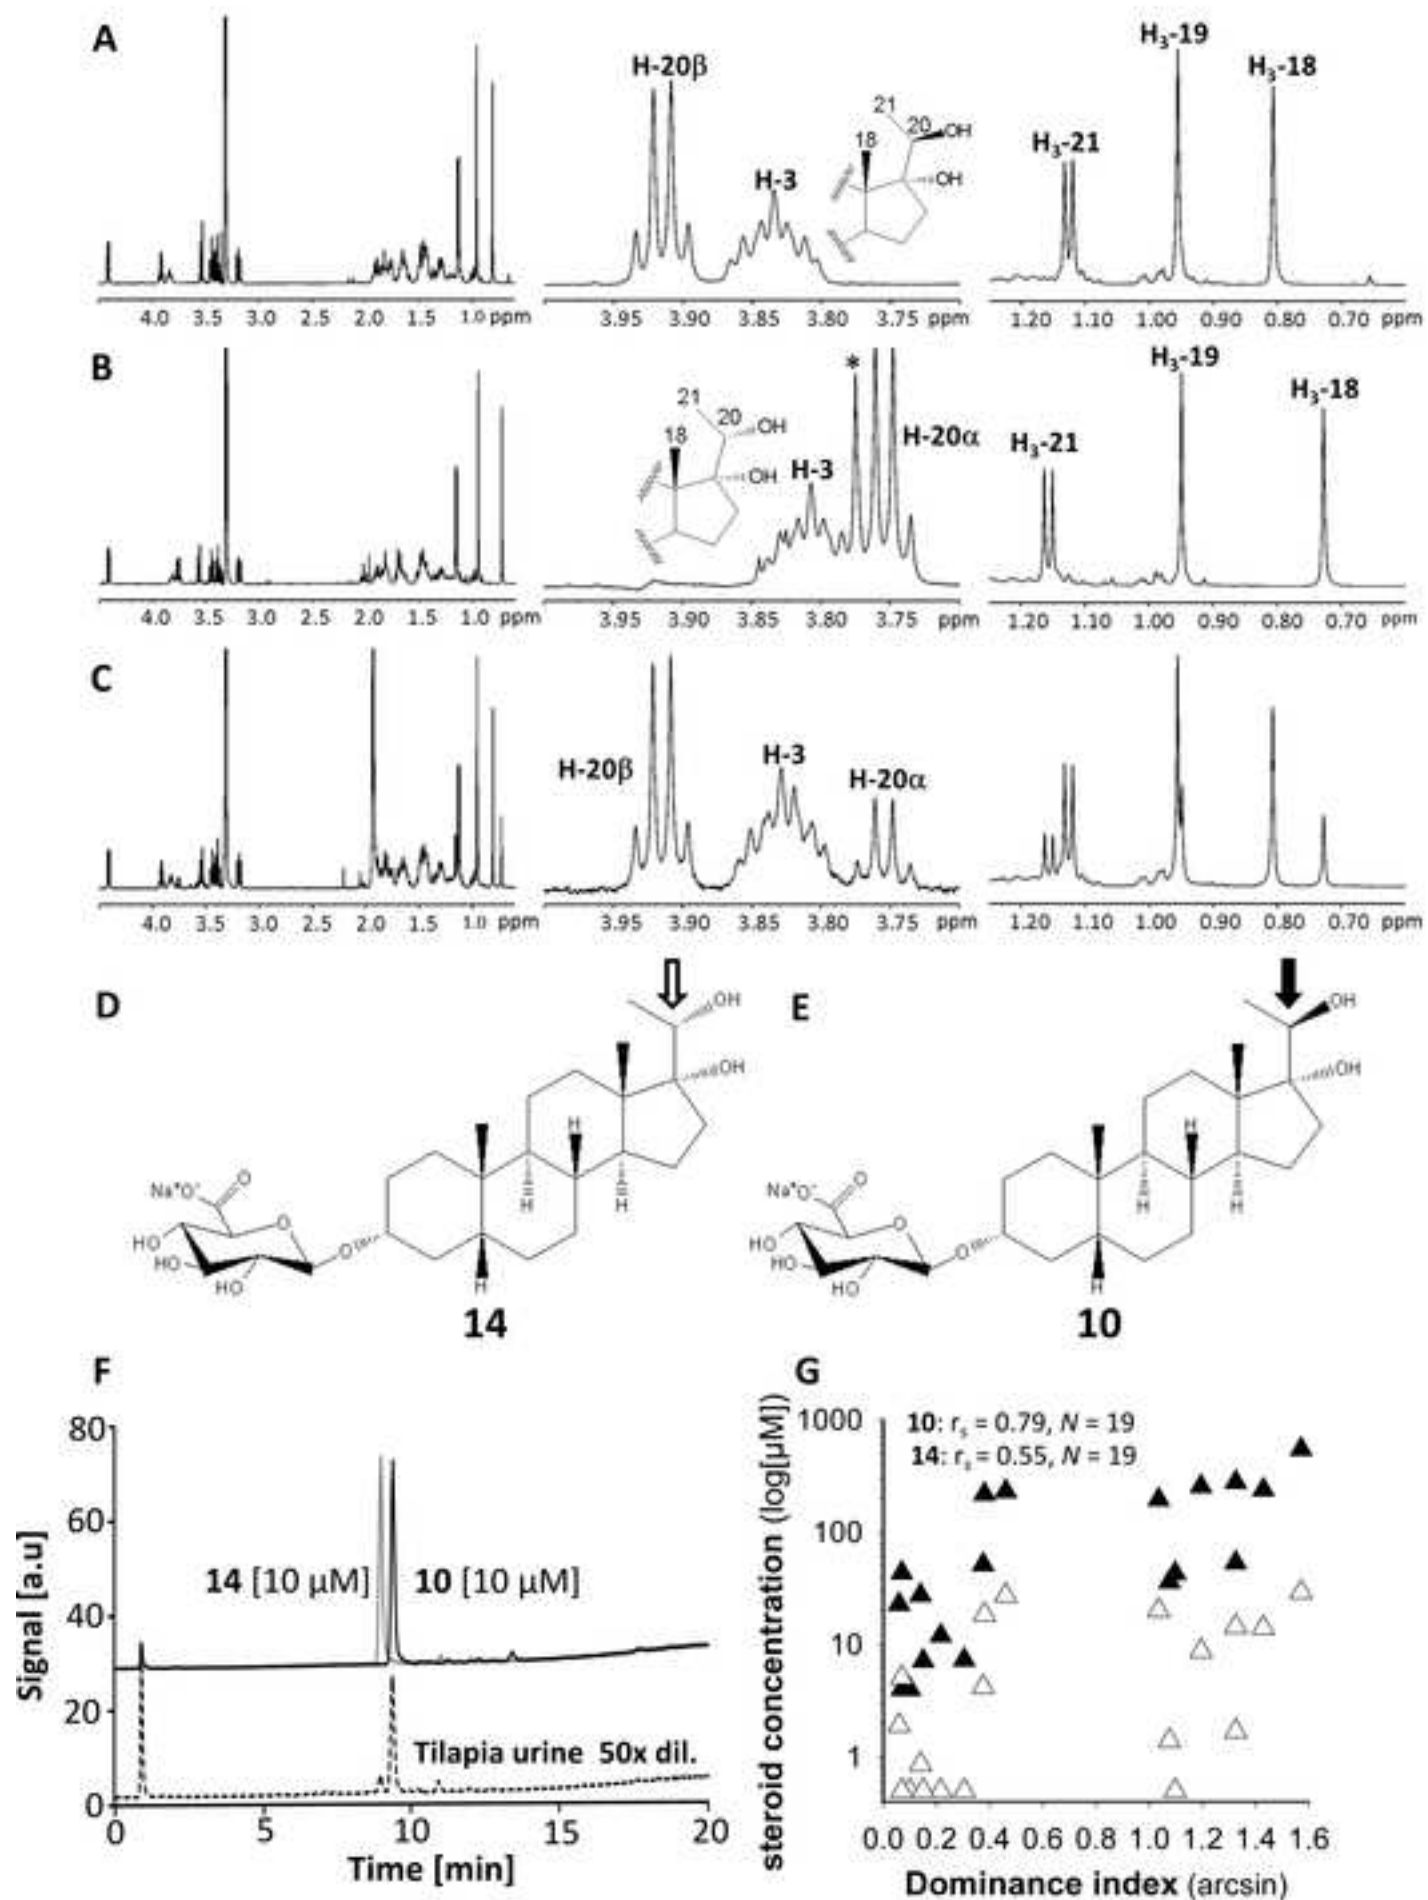 A
H-20β
H-3
21
20
OH
18
OH
H₃-21
H₃-19
H₃-18
4.0 3.5 3.0 2.5 2.0 1.5 1.0 ppm
3.95 3.90 3.85 3.80 3.75 ppm
1.20 1.10 1.00 0.90 0.80 0.70 ppm
B
21
20
OH
18
OH
H-3
*
H-20α
H₃-21
H₃-19
H₃-18
4.0 3.5 3.0 2.5 2.0 1.5 1.0 ppm
3.95 3.90 3.85 3.80 3.75 ppm
1.20 1.10 1.00 0.90 0.80 0.70 ppm
C
H-20β
H-3
H-20α
4.0 3.5 3.0 2.5 2.0 1.5 1.0 ppm
3.95 3.90 3.85 3.80 3.75 ppm
1.20 1.10 1.00 0.90 0.80 0.70 ppm
D
OH
OH
H
H
H
H
Na⁺O⁻
O
O
O
HO
HO
HO
14
E
OH
OH
H
H
H
H
Na⁺O⁻
O
O
O
HO
HO
HO
10
F
80
60
40
20
0
Signal [a.u]
14 [10 μM]
10 [10 μM]
Tilapia urine 50x dil.
0 5 10 15 20
Time [min]
G
1000
100
10
1
steroid concentration (log[μM])
10: rₛ = 0.79, N = 19
14: rₛ = 0.55, N = 19
0.0 0.2 0.4 0.6 0.8 1.0 1.2 1.4 1.6
Dominance index (arcsin)